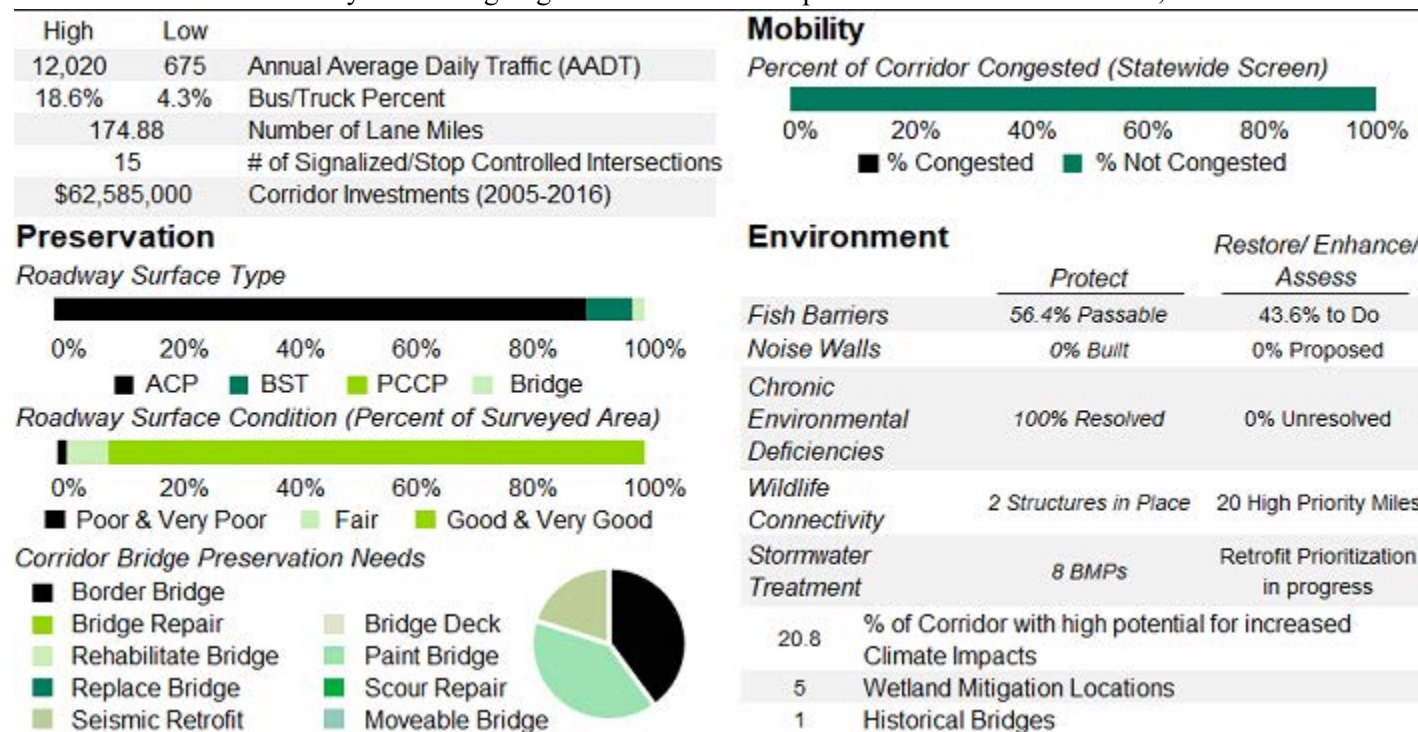 High Low
12,020 675 Annual Average Daily Traffic (AADT)
18.6% 4.3% Bus/Truck Percent
174.88 Number of Lane Miles
15 # of Signalized/Stop Controlled Intersections
$62,585,000 Corridor Investments (2005-2016)
Mobility
Percent of Corridor Congested (Statewide Screen)
0% 20% 40% 60% 80% 100%
% Congested % Not Congested
Preservation
Roadway Surface Type
0% 20% 40% 60% 80% 100%
ACP BST PCCP Bridge
Roadway Surface Condition (Percent of Surveyed Area)
0% 20% 40% 60% 80% 100%
Poor & Very Poor Fair Good & Very Good
Corridor Bridge Preservation Needs
Border Bridge
Bridge Repair Bridge Deck
Rehabilitate Bridge Paint Bridge
Replace Bridge Scour Repair
Seismic Retrofit Moveable Bridge
Environment
Restore/ Enhance/
Protect Assess
Fish Barriers 56.4% Passable 43.6% to Do
Noise Walls 0% Built 0% Proposed
Chronic
Environmental 100% Resolved 0% Unresolved
Deficiencies
Wildlife
Connectivity 2 Structures in Place 20 High Priority Miles
Stormwater
Treatment 8 BMPs Retrofit Prioritization
in progress
20.8 % of Corridor with high potential for increased
Climate Impacts
5 Wetland Mitigation Locations
1 Historical Bridges